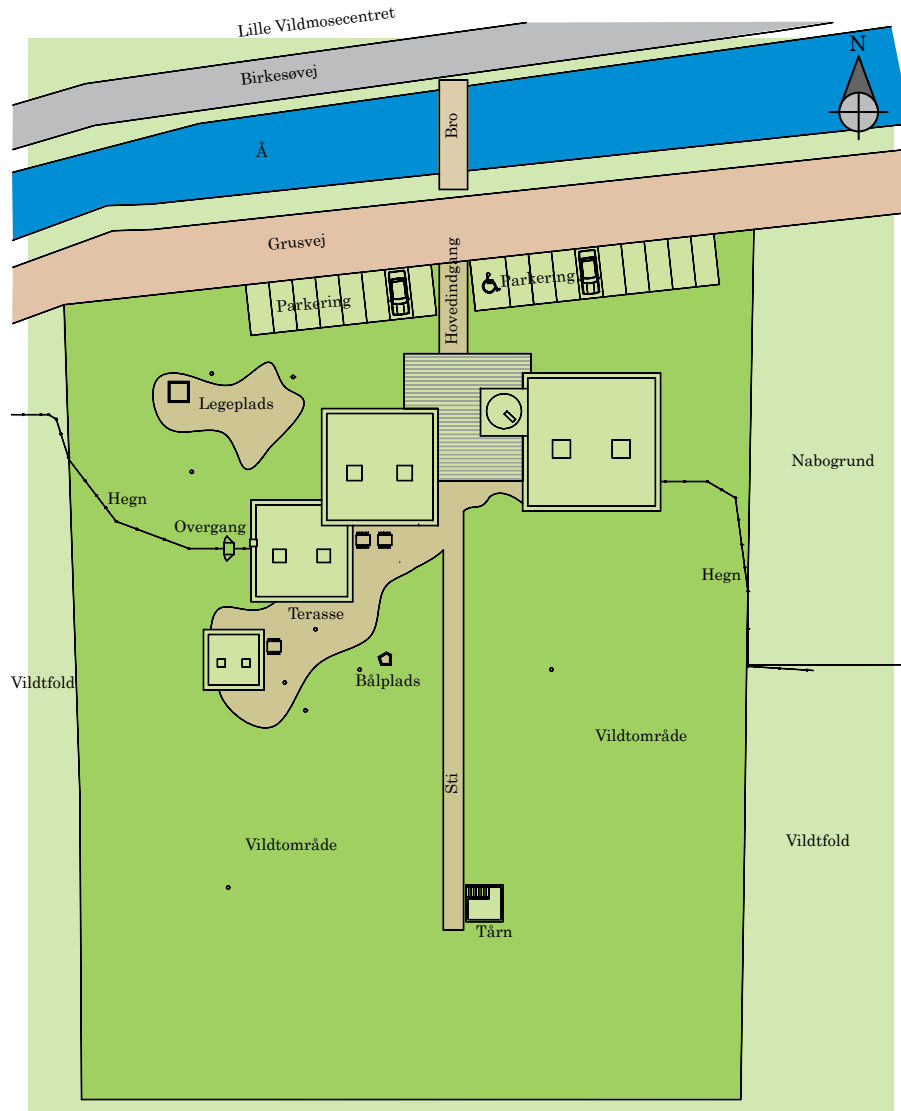 Lille Vildmosecentret
N
Birkesøvej
Bro
Å
Grusvej
Hovedindgang
Parkering
Parkering
Legeplads
Nabogrund
Hegn
Overgang
Hegn
Terasse
Vildtfold
Bålplads
Vildtområde
Sti
Vildtområde
Vildtfold
Tårn